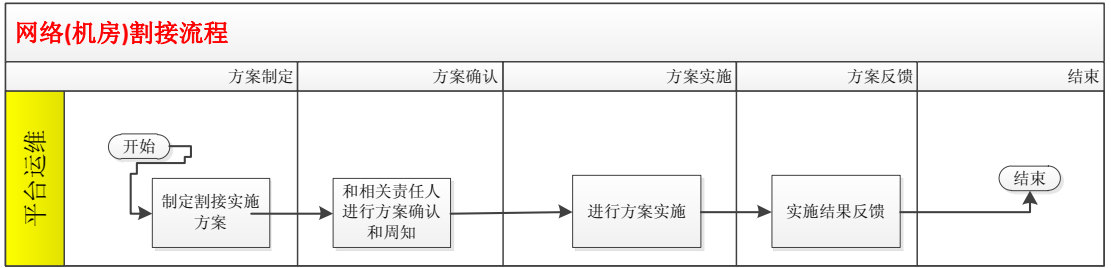 网络(机房)割接流程
方案制定
方案确认
方案实施
方案反馈
结束
平台运维
开始
制定割接实施
方案
和相关责任人
进行方案确认
和周知
进行方案实施
实施结果反馈
结束